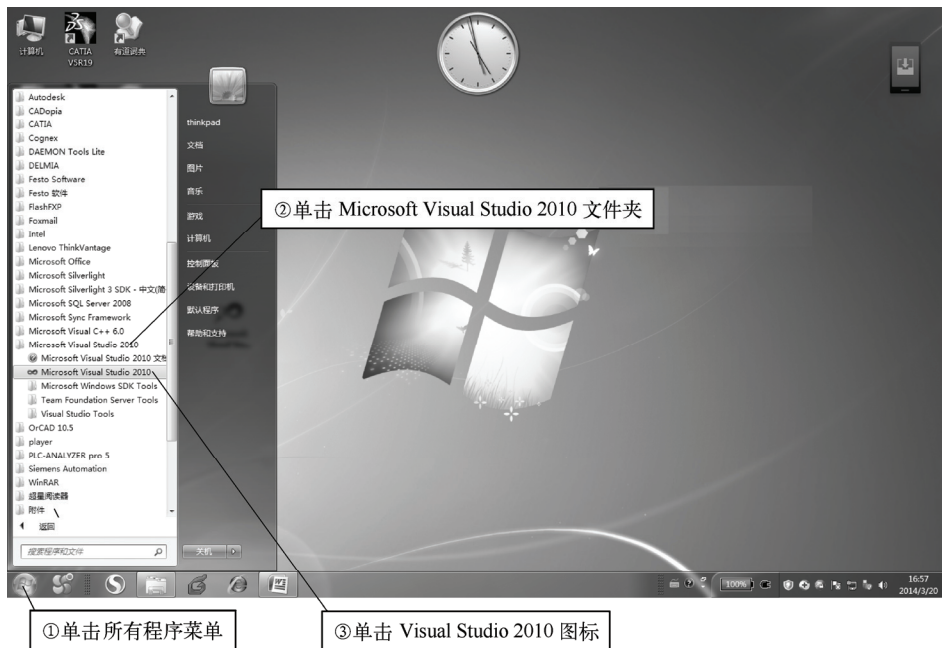 计算机
CATIA
V5R19
有道词典
Autodesk
CADopia
CATIA
Cognex
DAEMON Tools Lite
DELMIA
Festo Software
Festo 软件
FlashFXP
Foxmail
Intel
Lenovo ThinkVantage
Microsoft Office
Microsoft Silverlight
Microsoft Silverlight 3 SDK - 中文(简
Microsoft SQL Server 2008
Microsoft Sync Framework
Microsoft Visual C++ 6.0
Microsoft Visual Studio 2010
Microsoft Visual Studio 2010 文档
Microsoft Visual Studio 2010
Microsoft Windows SDK Tools
Team Foundation Server Tools
Visual Studio Tools
OrCAD 10.5
player
PLC-ANALYZER pro 5
Siemens Automation
WinRAR
超星阅读器
附件
返回
搜索程序和文件
thinkpad
文档
图片
音乐
游戏
计算机
控制面板
设备和打印机
默认程序
帮助和支持
关机
②单击 Microsoft Visual Studio 2010 文件夹
100%
16:57
2014/3/20
①单击所有程序菜单
③单击 Visual Studio 2010 图标